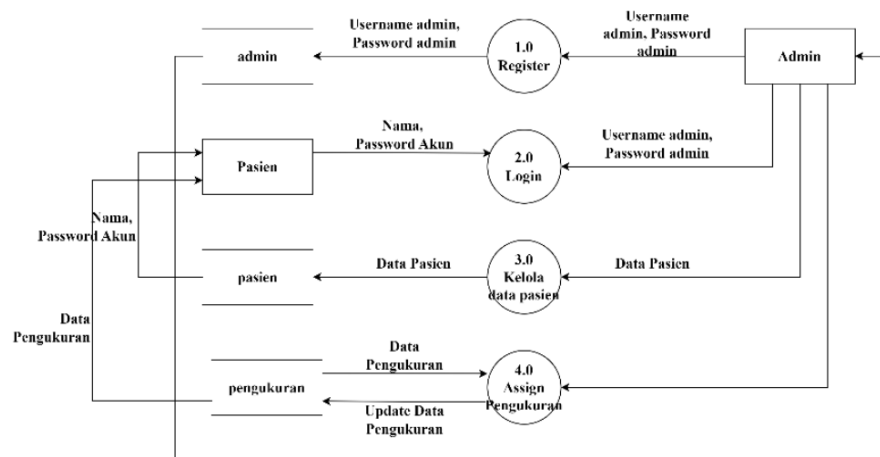 Username admin,
Password admin
Username
admin, Password
admin
admin
1.0
Register
Admin
Nama,
Password Akun
Username admin,
Password admin
Pasien
2.0
Login
Nama,
Password Akun
pasien
Data Pasien
3.0
Kelola
data pasien
Data Pasien
Data
Pengukuran
Data
Pengukuran
pengukuran
4.0
Assign
Pengukuran
Update Data
Pengukuran